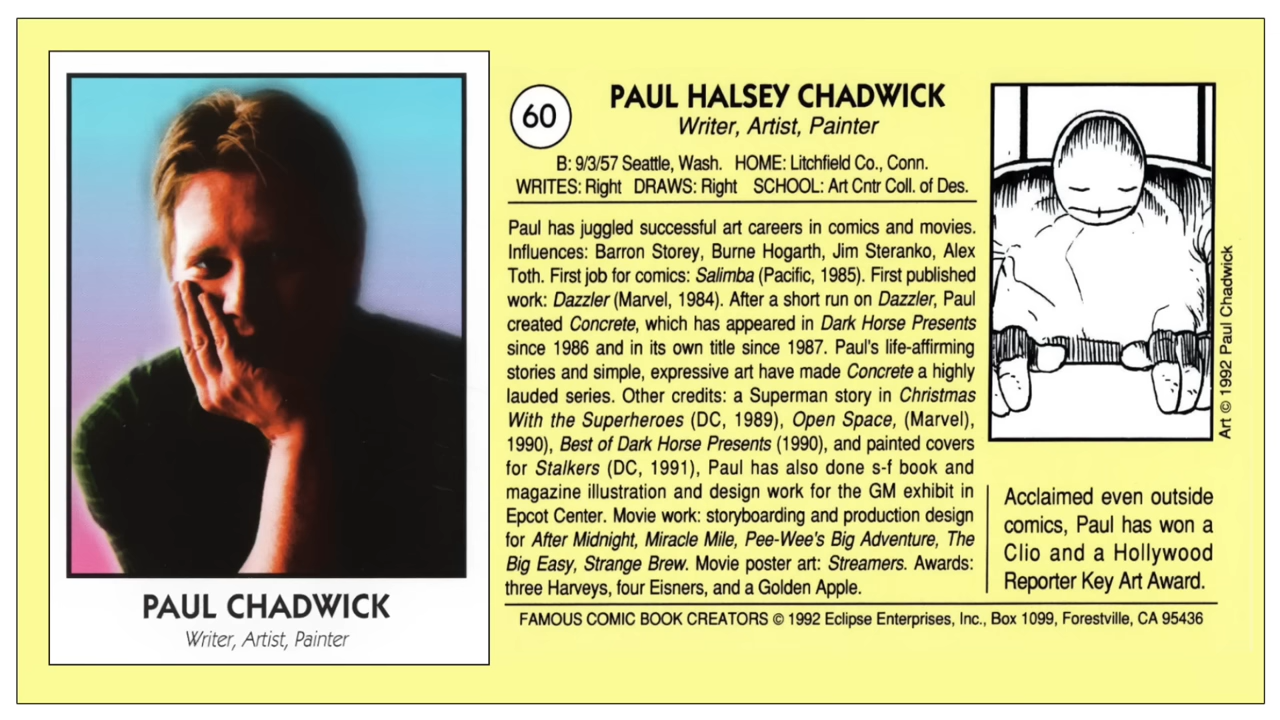 PAUL CHADWICK
Writer, Artist, Painter
60
PAUL HALSEY CHADWICK
Writer, Artist, Painter
B: 9/3/57 Seattle, Wash. HOME: Litchfield Co., Conn.
WRITES: Right DRAWS: Right SCHOOL: Art Cntr Coll. of Des.
Paul has juggled successful art careers in comics and movies.
Influences: Barron Storey, Burne Hogarth, Jim Steranko, Alex
Toth. First job for comics: Salimba (Pacific, 1985). First published
work: Dazzler (Marvel, 1984). After a short run on Dazzler, Paul
created Concrete, which has appeared in Dark Horse Presents
since 1986 and in its own title since 1987. Paul's life-affirming
stories and simple, expressive art have made Concrete a highly
lauded series. Other credits: a Superman story in Christmas
With the Superheroes (DC, 1989), Open Space, (Marvel),
1990), Best of Dark Horse Presents (1990), and painted covers
for Stalkers (DC, 1991), Paul has also done s-f book and
magazine illustration and design work for the GM exhibit in
Epcot Center. Movie work: storyboarding and production design
for After Midnight, Miracle Mile, Pee-Wee's Big Adventure, The
Big Easy, Strange Brew. Movie poster art: Streamers. Awards:
three Harveys, four Eisners, and a Golden Apple.
Art © 1992 Paul Chadwick
Acclaimed even outside
comics, Paul has won a
Clio and a Hollywood
Reporter Key Art Award.
FAMOUS COMIC BOOK CREATORS © 1992 Eclipse Enterprises, Inc., Box 1099, Forestville, CA 95436